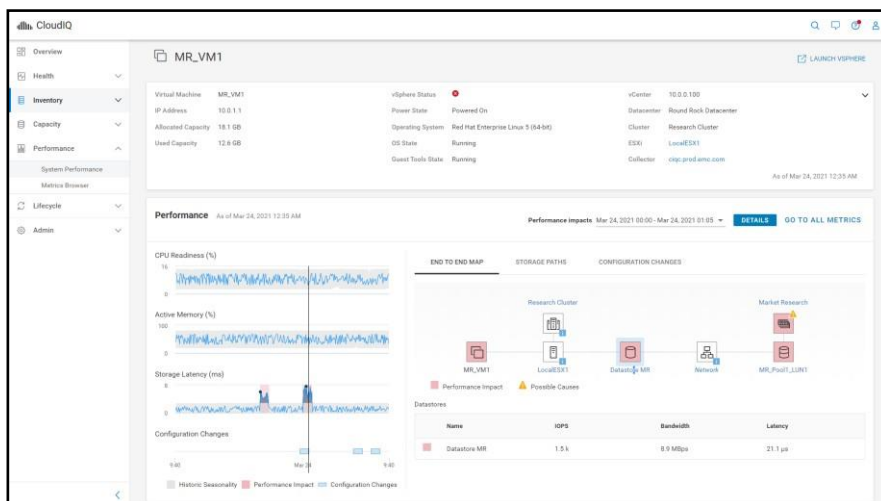 CloudIQ
Overview
Health
Inventory
Capacity
Performance
System Performance
Metrics Browser
Lifecycle
Admin
MR_VM1
LAUNCH VSPHERE
Virtual Machine MR_VM1
IP Address 10.0.1.1
Allocated Capacity 18.1 GB
Used Capacity 12.6 GB
vSphere Status
Power State Powered On
Operating System Red Hat Enterprise Linux 5 (64-bit)
OS State Running
Guest Tools State Running
vCenter 10.0.0.100
Datacenter Round Rock Datacenter
Cluster Research Cluster
ESXi LocalESX1
Collector ciqc.prod.emc.com
As of Mar 24, 2021 12:35 AM
Performance As of Mar 24, 2021 12:35 AM
Performance impacts Mar 24, 2021 00:00 - Mar 24, 2021 01:05 DETAILS GO TO ALL METRICS
CPU Readiness (%)
16
0
Active Memory (%)
100
0
Storage Latency (ms)
8
0
Configuration Changes
9:40 Mar 24 9:40
Historic Seasonality Performance Impact Configuration Changes
END TO END MAP STORAGE PATHS CONFIGURATION CHANGES
Research Cluster Market Research
MR_VM1 LocalESX1 Datastore MR Network MR_Pool1_LUN1
Performance Impact Possible Causes
Datastores
Name IOPS Bandwidth Latency
Datastore MR 1.5 k 8.9 MBps 21.1 µs